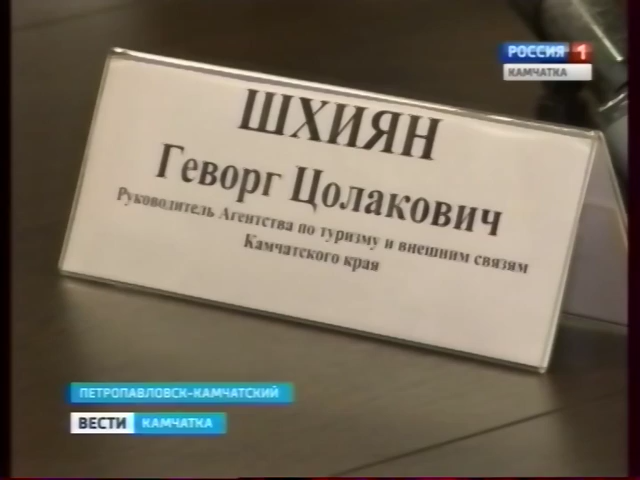 РОССИЯ 1
КАМЧАТКА
ШХИЯН
Геворг Цолакович
Руководитель Агентства по туризму и внешним связям
Камчатского края
ПЕТРОПАВЛОВСК-КАМЧАТСКИЙ
ВЕСТИ КАМЧАТКА